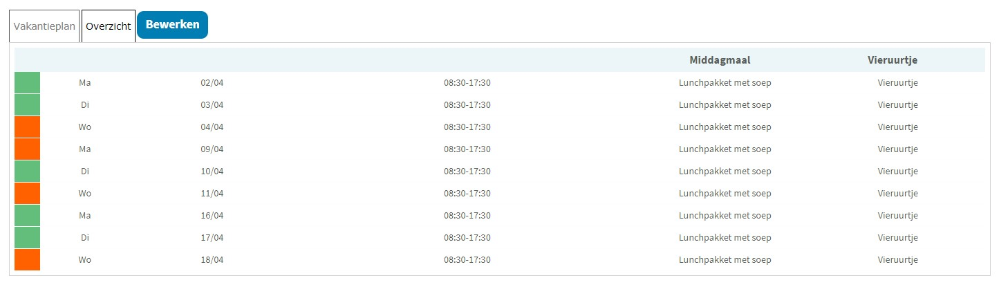 Vakantieplan Overzicht Bewerken
Middagmaal Vieruurtje
Ma 02/04 08:30-17:30 Lunchpakket met soep Vieruurtje
Di 03/04 08:30-17:30 Lunchpakket met soep Vieruurtje
Wo 04/04 08:30-17:30 Lunchpakket met soep Vieruurtje
Ma 09/04 08:30-17:30 Lunchpakket met soep Vieruurtje
Di 10/04 08:30-17:30 Lunchpakket met soep Vieruurtje
Wo 11/04 08:30-17:30 Lunchpakket met soep Vieruurtje
Ma 16/04 08:30-17:30 Lunchpakket met soep Vieruurtje
Di 17/04 08:30-17:30 Lunchpakket met soep Vieruurtje
Wo 18/04 08:30-17:30 Lunchpakket met soep Vieruurtje